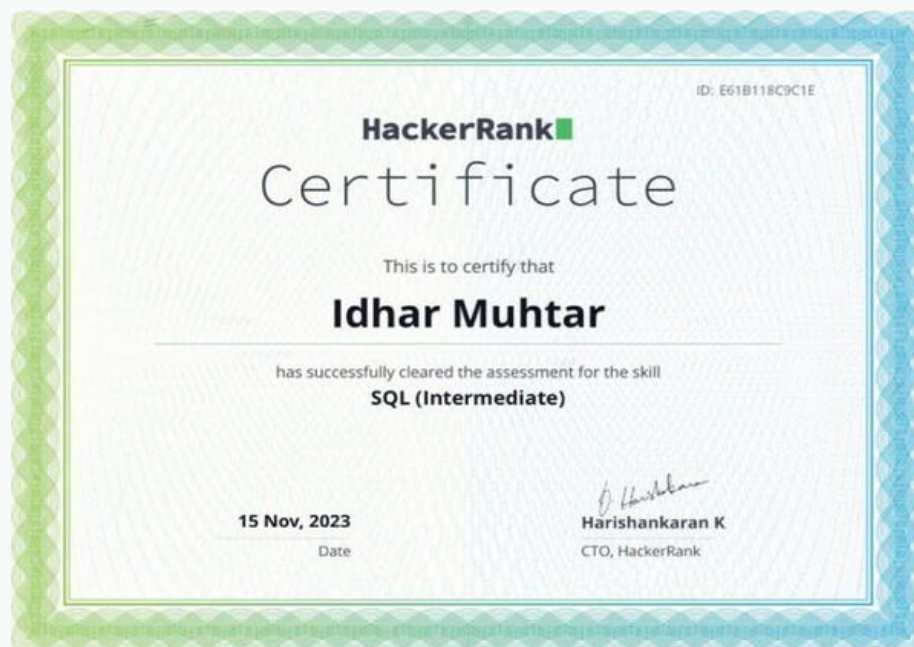 ID: E61B118C9C1E
HackerRank
Certificate
This is to certify that
Idhar Muhtar
has successfully cleared the assessment for the skill
SQL (Intermediate)
15 Nov, 2023
Date
Harishankaran K
CTO, HackerRank